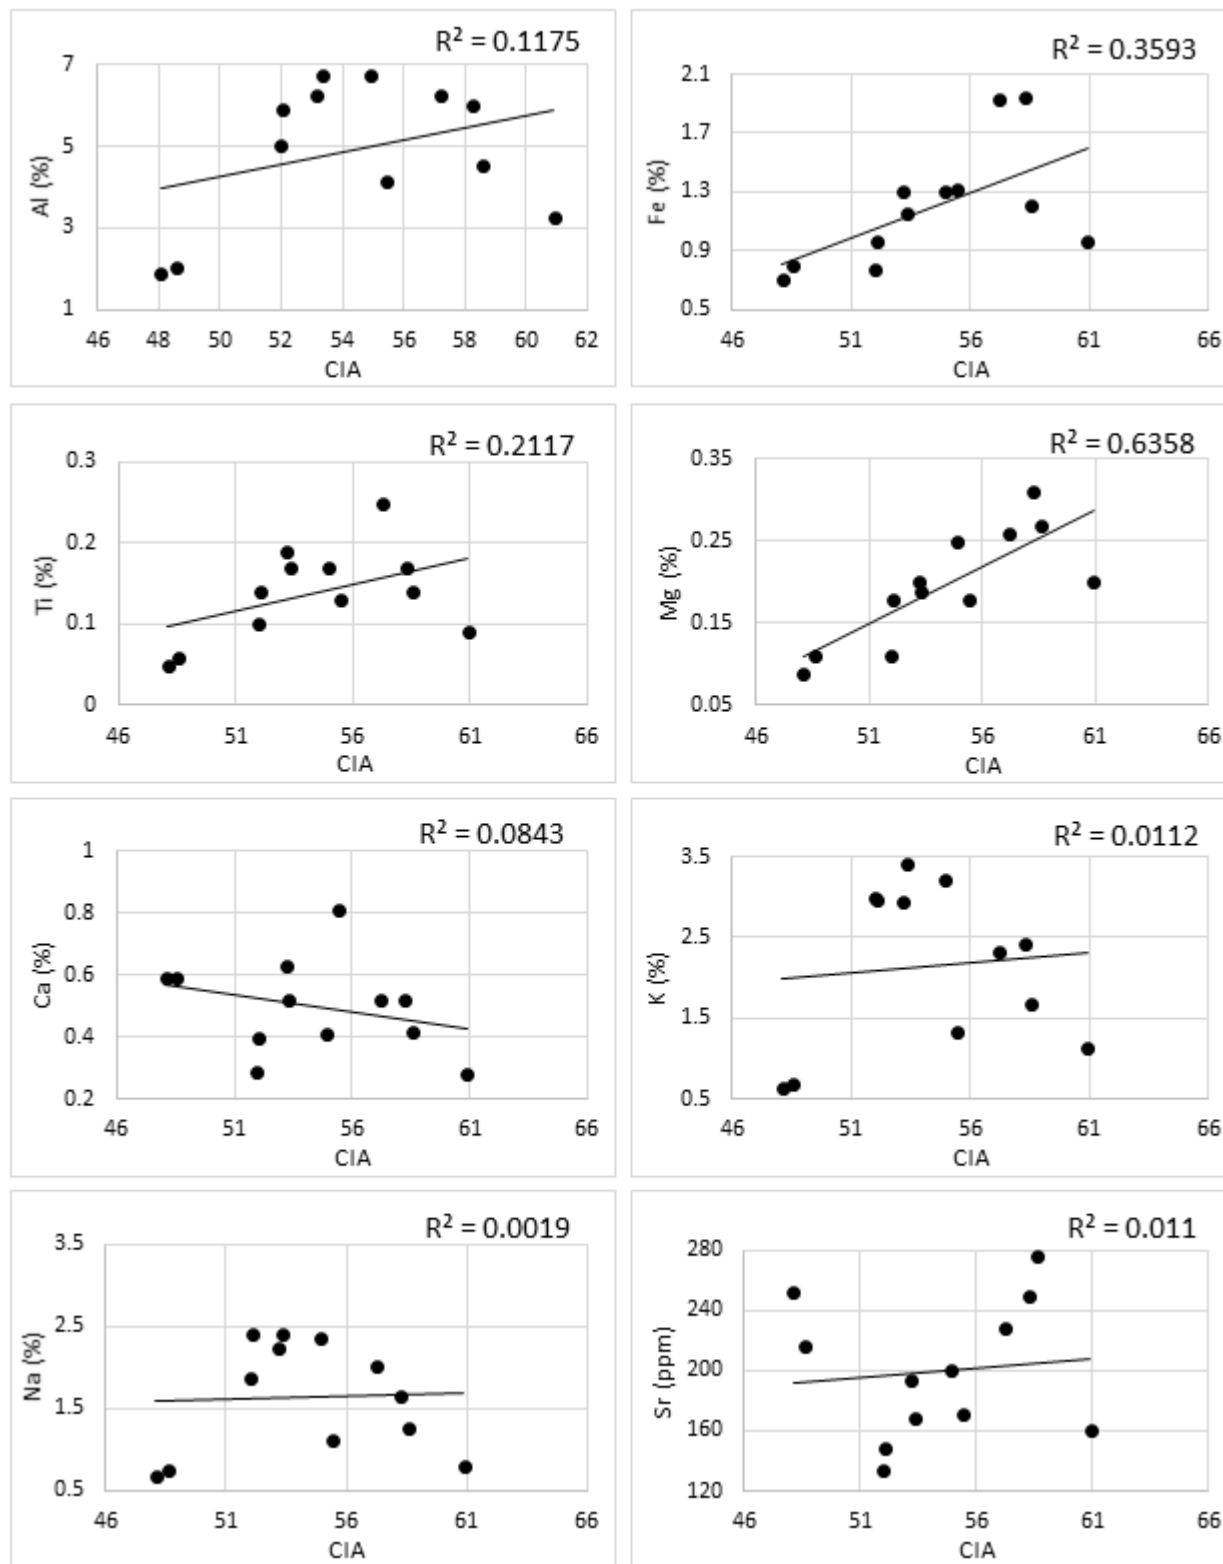 R² = 0.1175
7
5
3
1
Al (%)
46 48 50 52 54 56 58 60 62
CIA
R² = 0.3593
2.1
1.7
1.3
0.9
0.5
Fe (%)
46 51 56 61 66
CIA
R² = 0.2117
0.3
0.2
0.1
0
Ti (%)
46 51 56 61 66
CIA
R² = 0.6358
0.35
0.25
0.15
0.05
Mg (%)
46 51 56 61 66
CIA
R² = 0.0843
1
0.8
0.6
0.4
0.2
Ca (%)
46 51 56 61 66
CIA
R² = 0.0112
3.5
2.5
1.5
0.5
K (%)
46 51 56 61 66
CIA
R² = 0.0019
3.5
2.5
1.5
0.5
Na (%)
46 51 56 61 66
CIA
R² = 0.011
280
240
200
160
120
Sr (ppm)
46 51 56 61 66
CIA